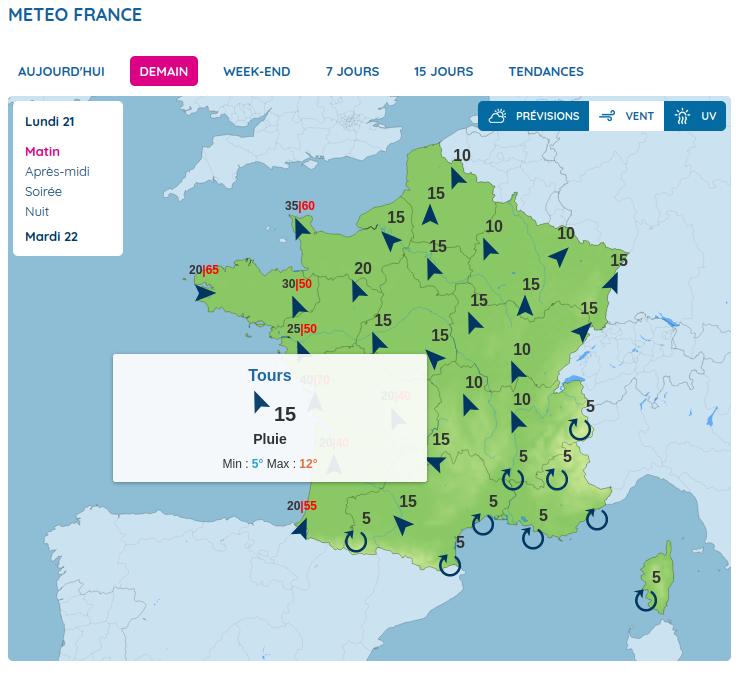 METEO FRANCE
AUJOURD'HUI
DEMAIN
WEEK-END
7 JOURS
15 JOURS
TENDANCES
Lundi 21
Matin
Après-midi
Soirée
Nuit
Mardi 22
PRÉVISIONS
VENT
UV
10
15
35|60
15
10
10
15
15
20|65
20
30|50
15
15
15
25|50
15
15
10
Tours
40|70
10
20|40
10
5
15
Pluie
20|40
15
Min : 5° Max : 12°
5
5
20|55
15
5
5
5
5
5